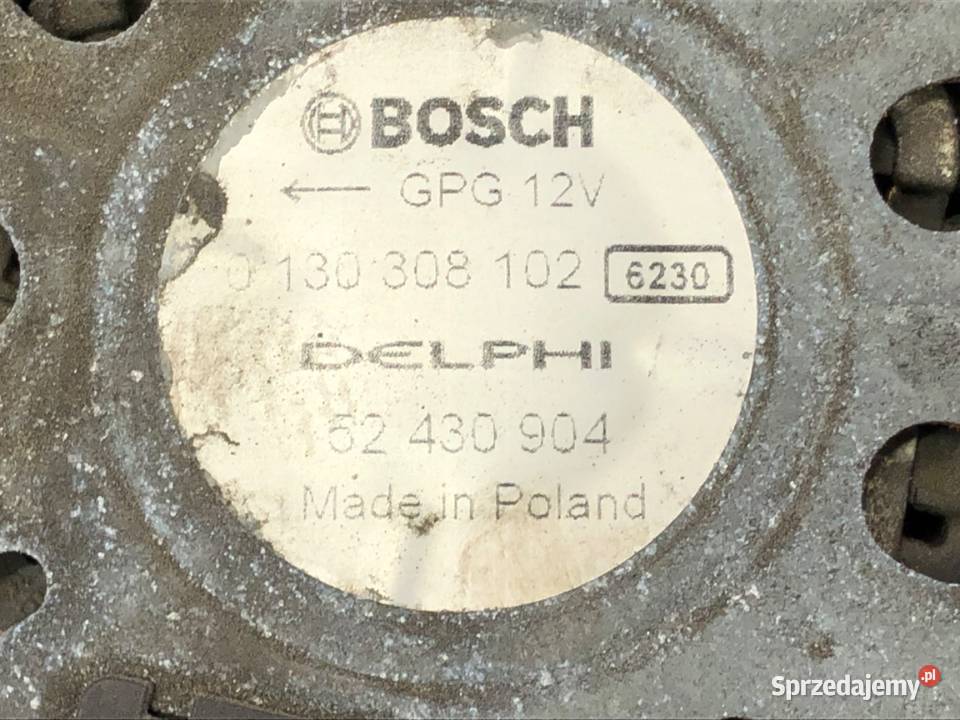 BOSCH
← GPG 12V
0 130 308 102 6230
DELPHI
52 430 904
Made in Poland
Sprzedajemy.pl